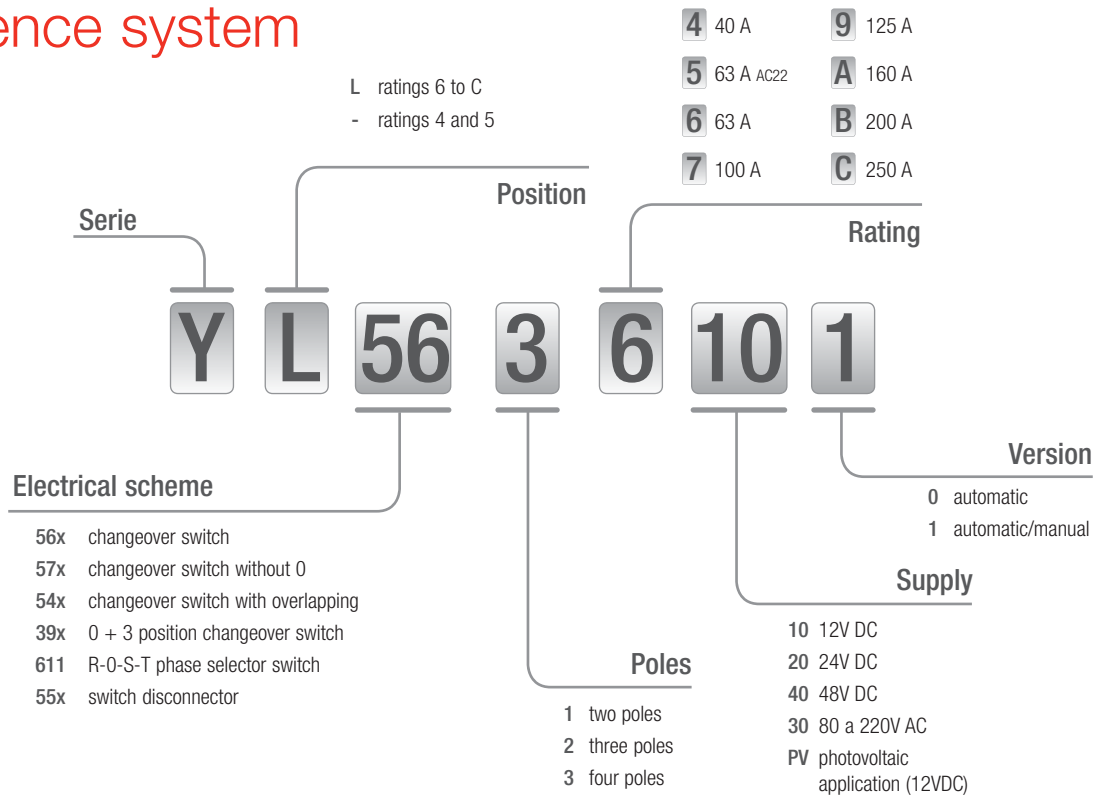 ence system
4 40 A
5 63 A AC22
6 63 A
7 100 A
9 125 A
A 160 A
B 200 A
C 250 A
L ratings 6 to C
- ratings 4 and 5
Position
Serie
Rating
Y L 56 3 6 10 1
Electrical scheme
56x changeover switch
57x changeover switch without 0
54x changeover switch with overlapping
39x 0 + 3 position changeover switch
611 R-0-S-T phase selector switch
55x switch disconnector
Poles
1 two poles
2 three poles
3 four poles
Supply
10 12V DC
20 24V DC
40 48V DC
30 80 a 220V AC
PV photovoltaic
application (12VDC)
Version
0 automatic
1 automatic/manual